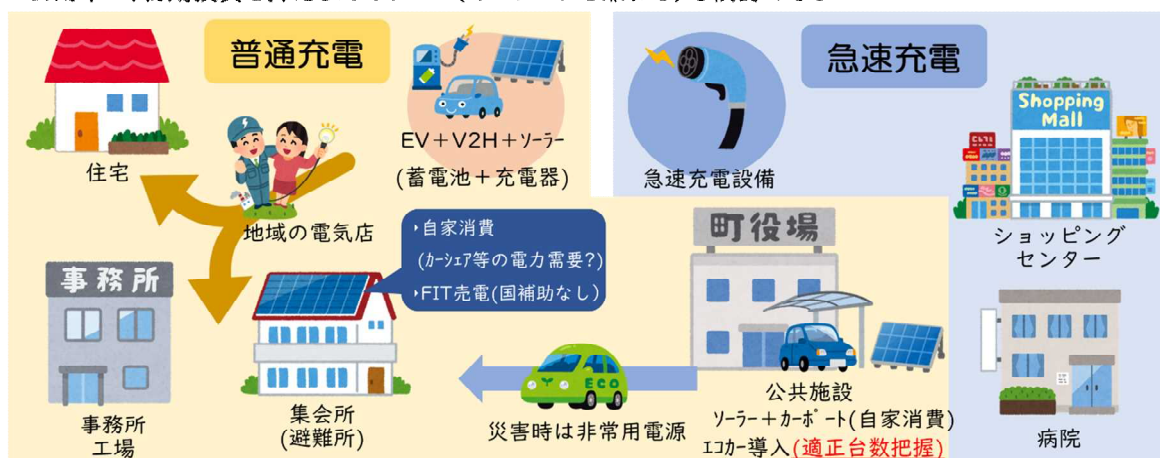 普通充電
急速充電
EV+V2H+ソーラー
(蓄電池+充電器)
急速充電設備
Shopping
Mall
住宅
地域の電気店
‣自家消費
(カーシェア等の電力需要?)
‣FIT売電(国補助なし)
町役場
ショッピング
センター
事務所
ECO
事務所
工場
集会所
(避難所)
災害時は非常用電源
公共施設
ソーラー+カーポート(自家消費)
エコカー導入(適正台数把握)
病院